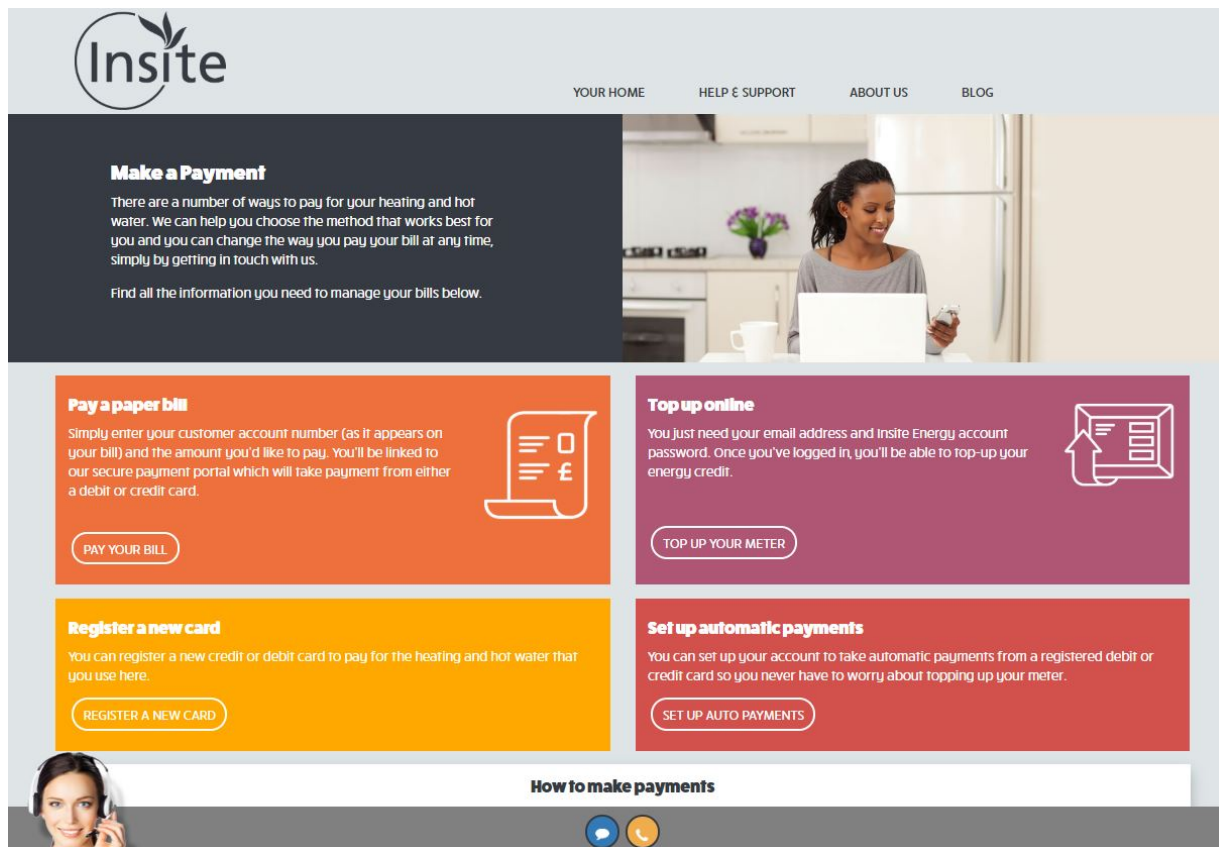 Insite
YOUR HOME HELP & SUPPORT ABOUT US BLOG
Make a Payment
There are a number of ways to pay for your heating and hot
water. We can help you choose the method that works best for
you and you can change the way you pay your bill at any time,
simply by getting in touch with us.
Find all the information you need to manage your bills below.
Pay a paper bill
Simply enter your customer account number (as it appears on
your bill) and the amount you'd like to pay. You'll be linked to
our secure payment portal which will take payment from either
a debit or credit card.
£
PAY YOUR BILL
Top up online
You just need your email address and Insite Energy account
password. Once you've logged in, you'll be able to top-up your
energy credit.
TOP UP YOUR METER
Register a new card
You can register a new credit or debit card to pay for the heating and hot water that
you use here.
REGISTER A NEW CARD
Set up automatic payments
You can set up your account to take automatic payments from a registered debit or
credit card so you never have to worry about topping up your meter.
SET UP AUTO PAYMENTS
How to make payments